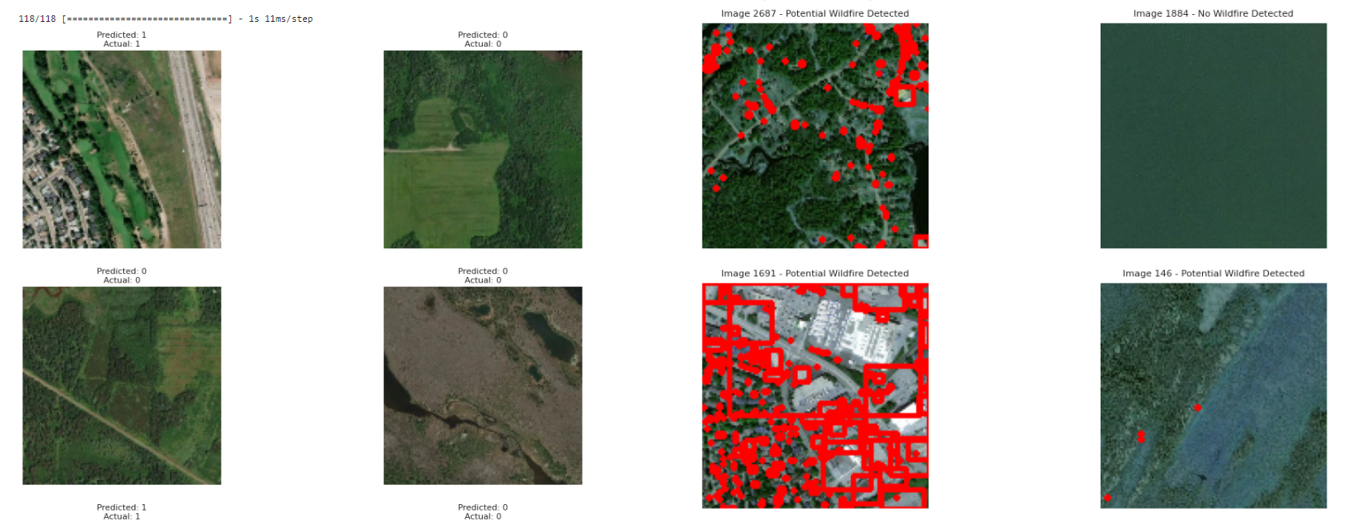 118/118 [==============================] - 1s 11ms/step
Predicted: 1
Actual: 1
Predicted: 0
Actual: 0
Image 2687 - Potential Wildfire Detected
Image 1884 - No Wildfire Detected
Predicted: 0
Actual: 0
Predicted: 0
Actual: 0
Image 1691 - Potential Wildfire Detected
Image 146 - Potential Wildfire Detected
Predicted: 1
Actual: 1
Predicted: 0
Actual: 0